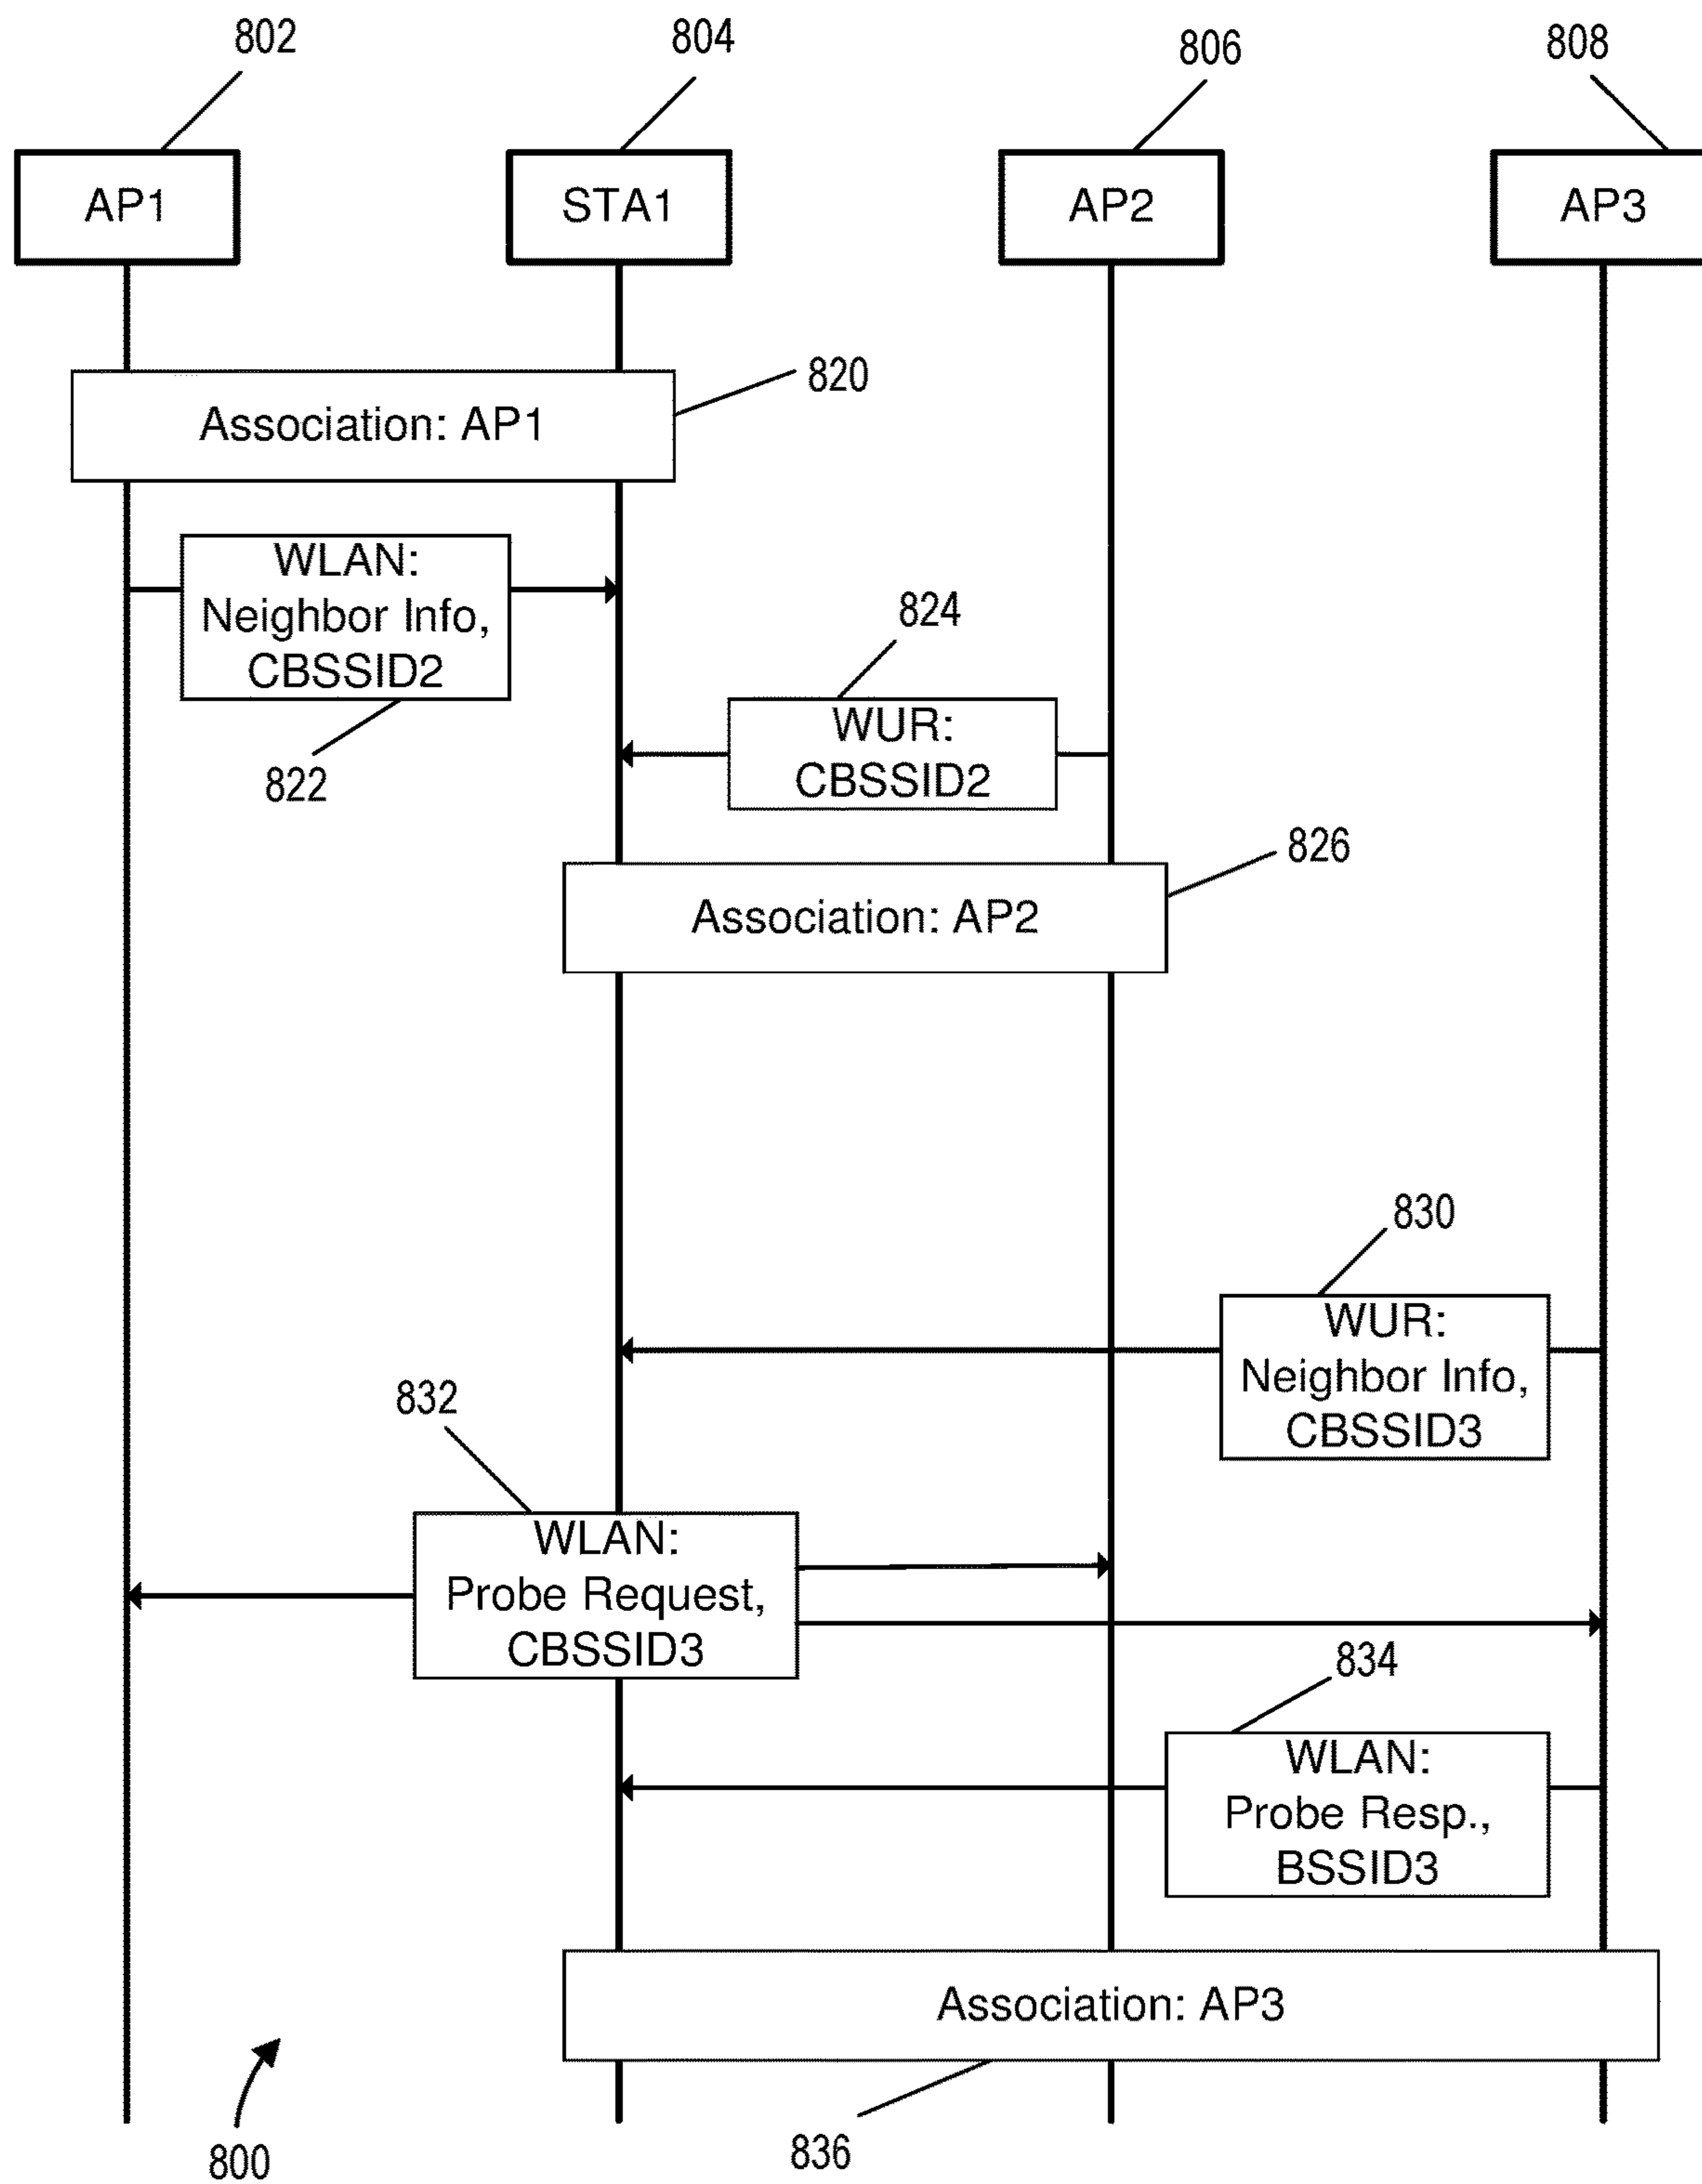 802
804
806
808
AP1
STA1
AP2
AP3
820
Association: AP1
WLAN:
Neighbor Info,
CBSSID2
822
824
WUR:
CBSSID2
826
Association: AP2
830
WUR:
Neighbor Info,
CBSSID3
832
WLAN:
Probe Request,
CBSSID3
834
WLAN:
Probe Resp.,
BSSID3
Association: AP3
836
800